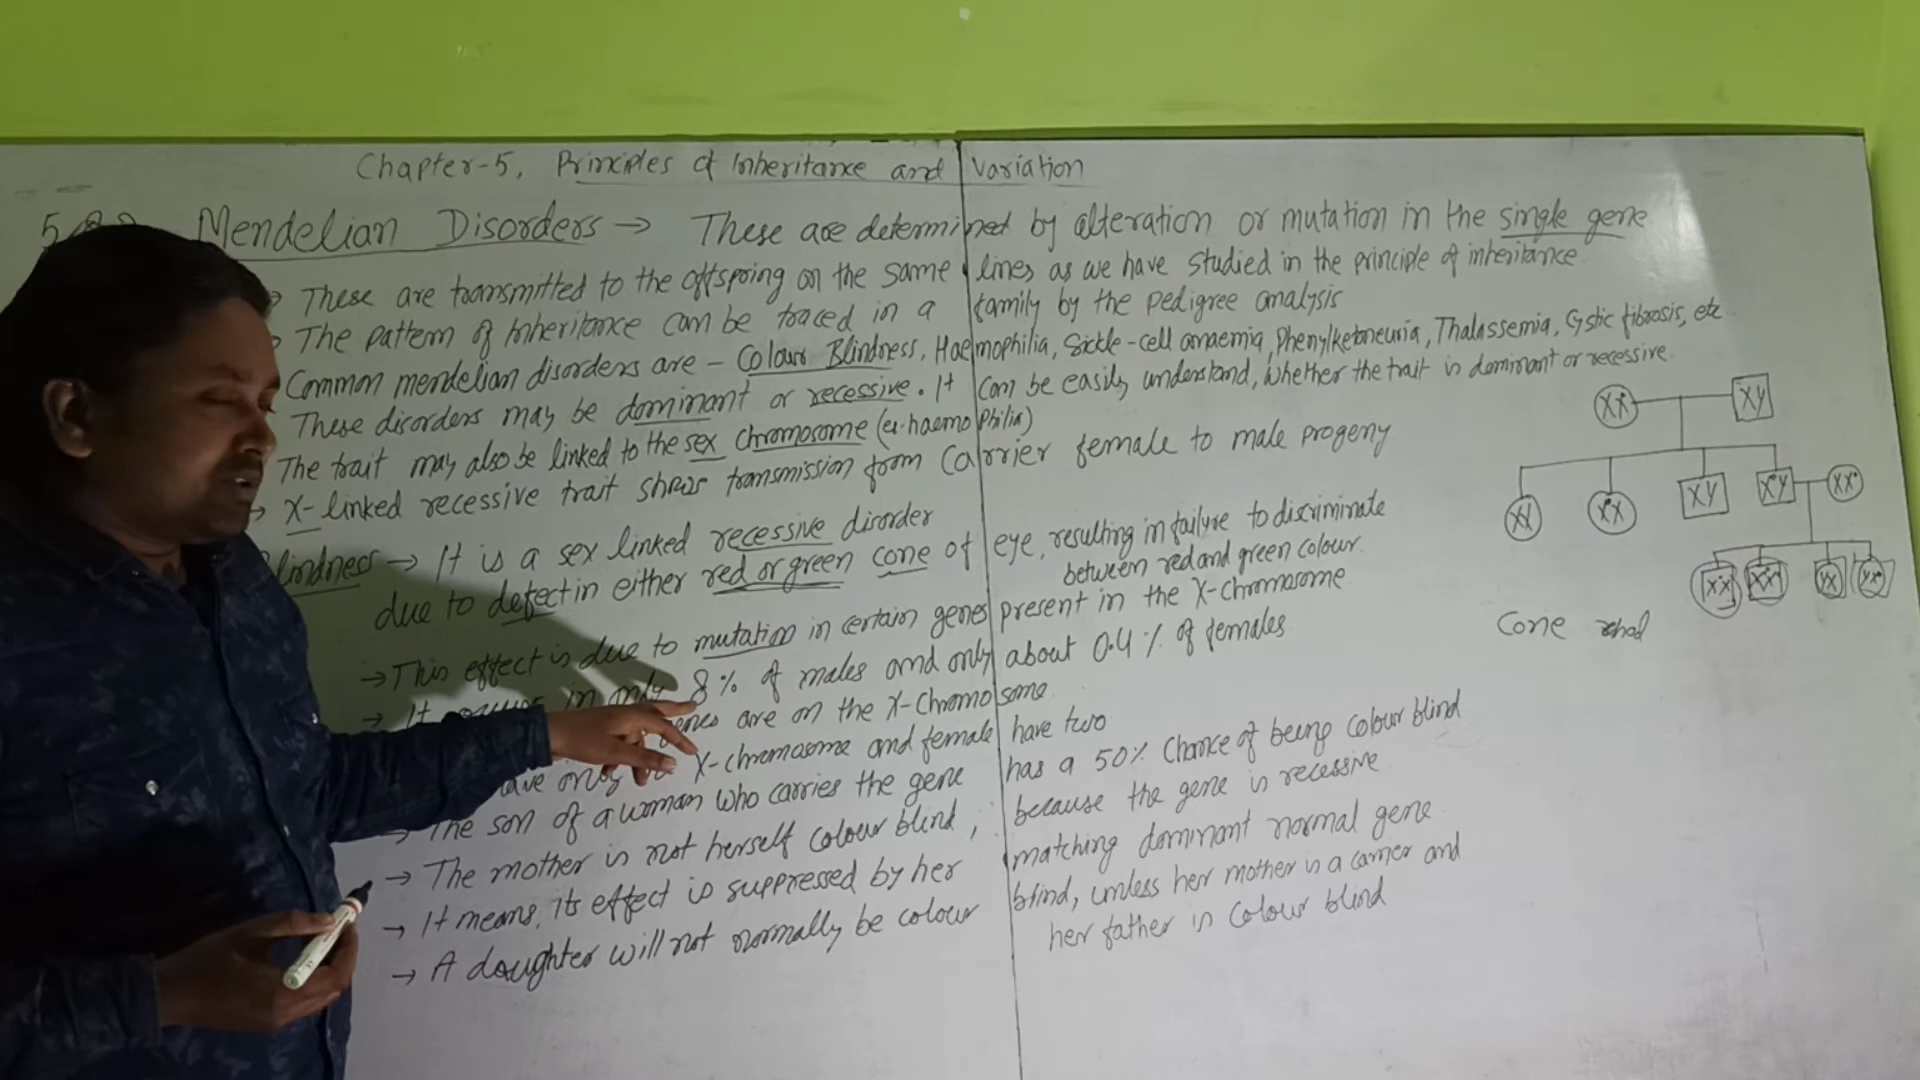 Chapter-5, Principles of Inheritance and Variation
Mendelian Disorders → These are determined by alteration or mutation in the single gene
These are transmitted to the offspring on the same lines as we have studied in the principle of inheritance
The pattern of Inheritance can be traced in a family by the pedigree analysis
Common mendelian disorders are - Colour Blindness, Haemophilia, Sickle-cell anaemia, Phenylketoneuria, Thalassemia, Cystic fibrosis, etc
These disorders may be dominant or recessive. It can be easily understand, whether the trait is dominant or recessive
The trait may also be linked to the sex chromosome (ex-haemophilia)
→ X-linked recessive trait shows transmission from carrier female to male progeny
lindness → It is a sex linked recessive disorder
due to defect in either red or green cone of eye, resulting in failure to discriminate
between red and green colour
→ This effect is due to mutation in certain genes present in the X-chromosome
→ It in only 8% of males and only about 0.4% of females
genes are on the X-chromosome
have only X-chromasome and female have two
→ The son of a woman who carries the gene has a 50% chance of being colour blind
→ The mother is not herself colour blind, because the gene is recessive
→ It means, its effect is suppressed by her matching dominant normal gene
→ A daughter will not normally be colour blind, unless her mother is a carrier and
her father is colour blind
XX XY
XX XX XY XY XX
Cone